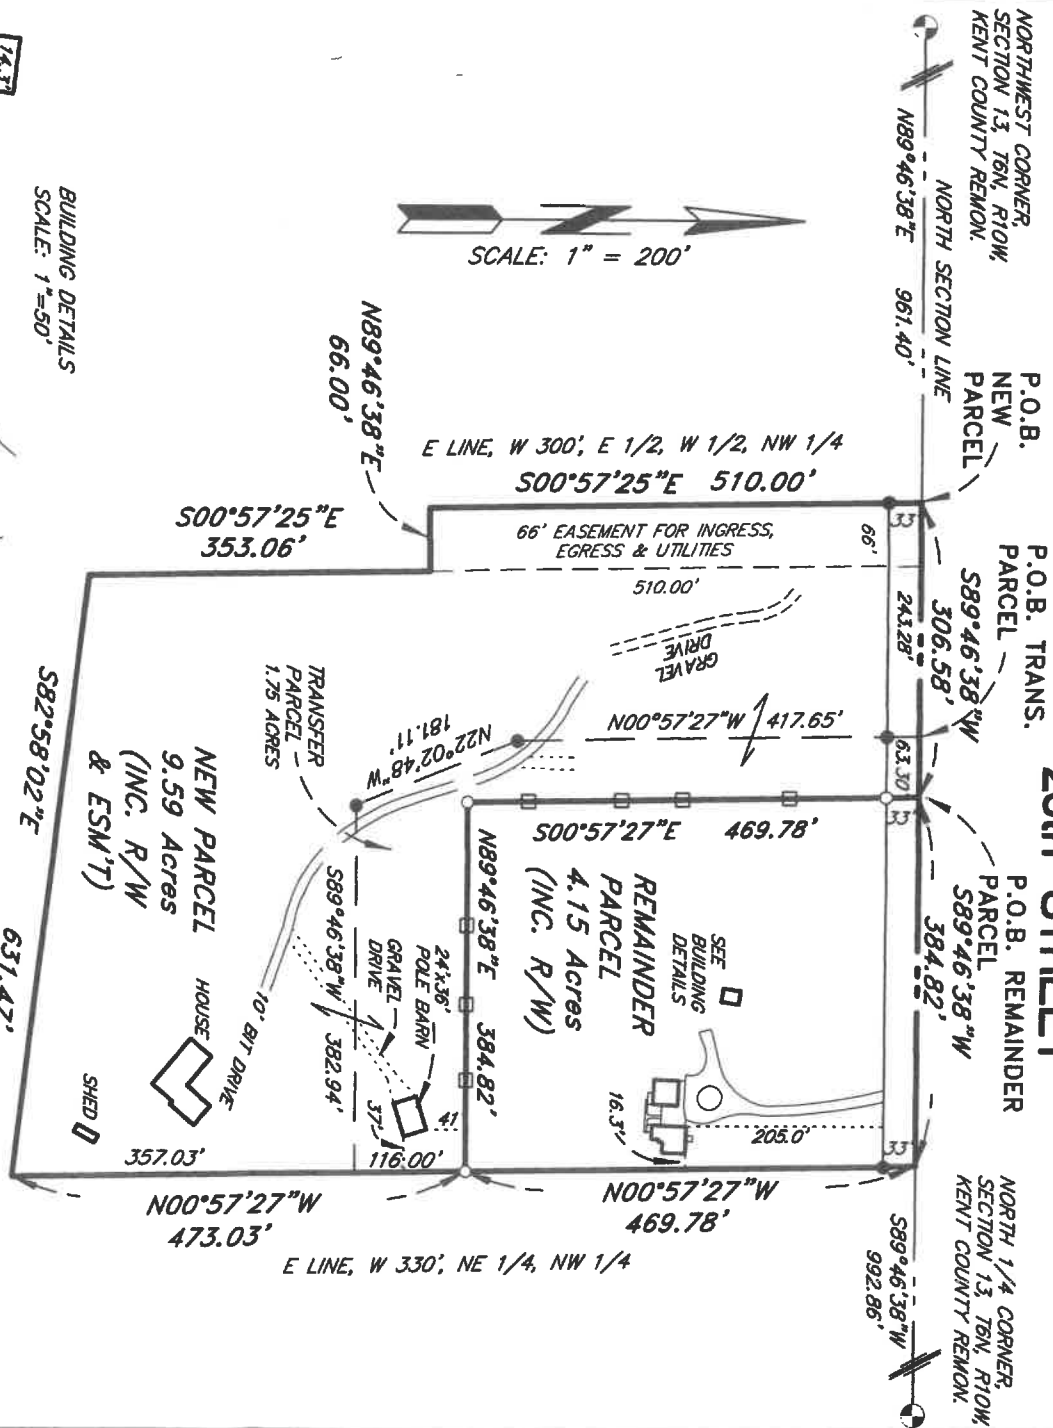 NORTHWEST CORNER,
SECTION 13, T6N, R10W,
KENT COUNTY REMON.
NORTH SECTION LINE
N89°46'38"E 961.40'
P.O.B.
NEW
PARCEL
P.O.B. TRANS.
PARCEL
S89°46'38"W
306.58'
P.O.B. REMAINDER
PARCEL
S89°46'38"W
384.82'
NORTH 1/4 CORNER,
SECTION 13, T6N, R10W,
KENT COUNTY REMON.
S89°46'38"W
992.86'
SCALE: 1" = 200'
BUILDING DETAILS
SCALE: 1"=50'
14.3'
N89°46'38"E
66.00'
E LINE, W 300', E 1/2, W 1/2, NW 1/4
S00°57'25"E 510.00'
66' EASEMENT FOR INGRESS,
EGRESS & UTILITIES
510.00'
66'
33'
243.28'
63.30
33'
33'
S00°57'25"E
353.06'
GRAVEL
DRIVE
N00°57'27"W 417.65'
N22°02'48"W
181.11'
TRANSFER
PARCEL
1.75 ACRES
S00°57'27"E 469.78'
N89°46'38"E 384.82'
REMAINDER
PARCEL
4.15 Acres
(INC. R/W)
SEE
BUILDING
DETAILS
16.3'
205.0'
24'x36'
POLE BARN
GRAVEL
DRIVE
S89°46'38"W 382.94'
37'
41
116.00'
357.03'
10' BIT DRIVE
HOUSE
SHED
NEW PARCEL
9.59 Acres
(INC. R/W
& ESM'T)
S82°58'02"E
631.47'
N00°57'27"W
473.03'
N00°57'27"W
469.78'
E LINE, W 330', NE 1/4, NW 1/4